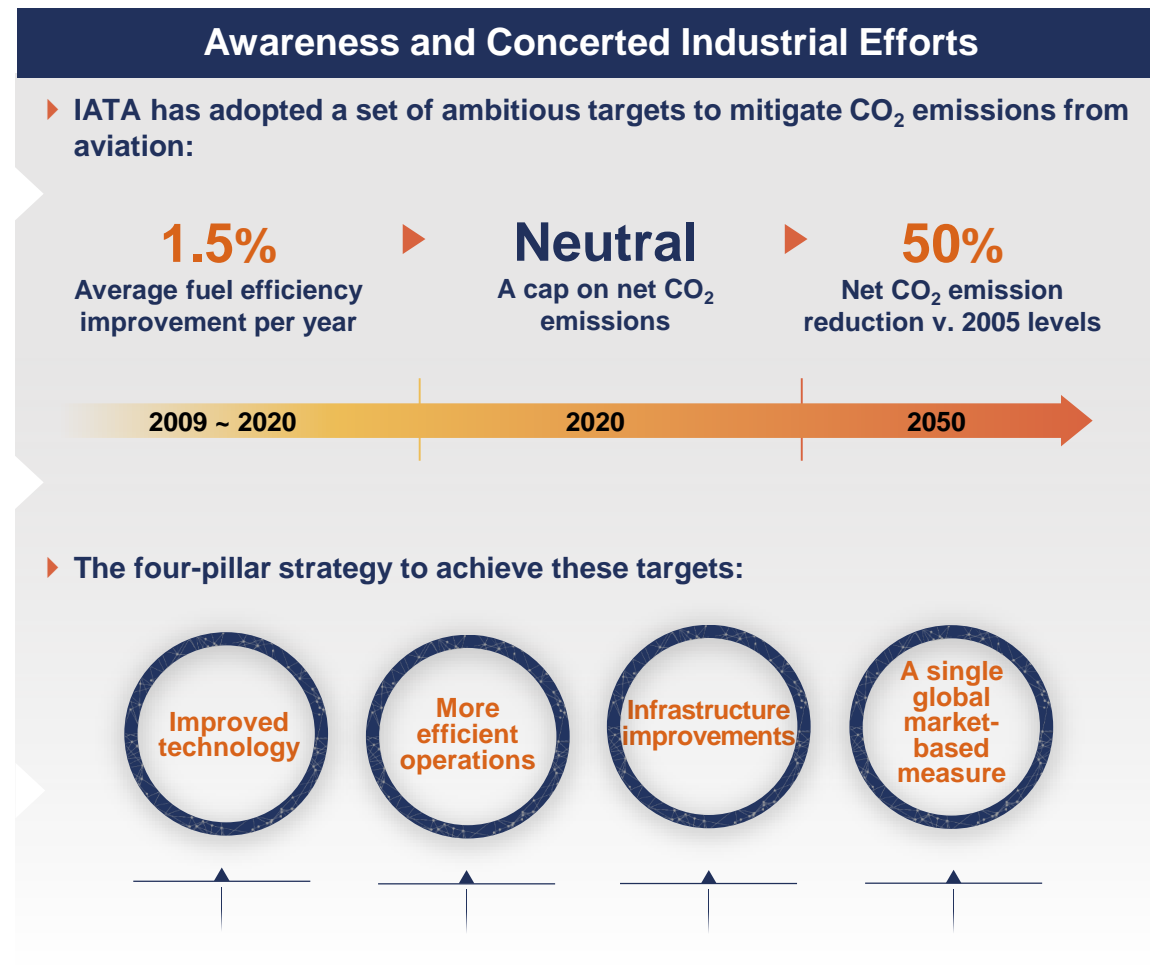 Awareness and Concerted Industrial Efforts
IATA has adopted a set of ambitious targets to mitigate CO₂ emissions from
aviation:
1.5%
Average fuel efficiency
improvement per year
Neutral
A cap on net CO₂
emissions
50%
Net CO₂ emission
reduction v. 2005 levels
2009 ~ 2020
2020
2050
The four-pillar strategy to achieve these targets:
Improved
technology
More
efficient
operations
Infrastructure
improvements
A single
global
market-
based
measure